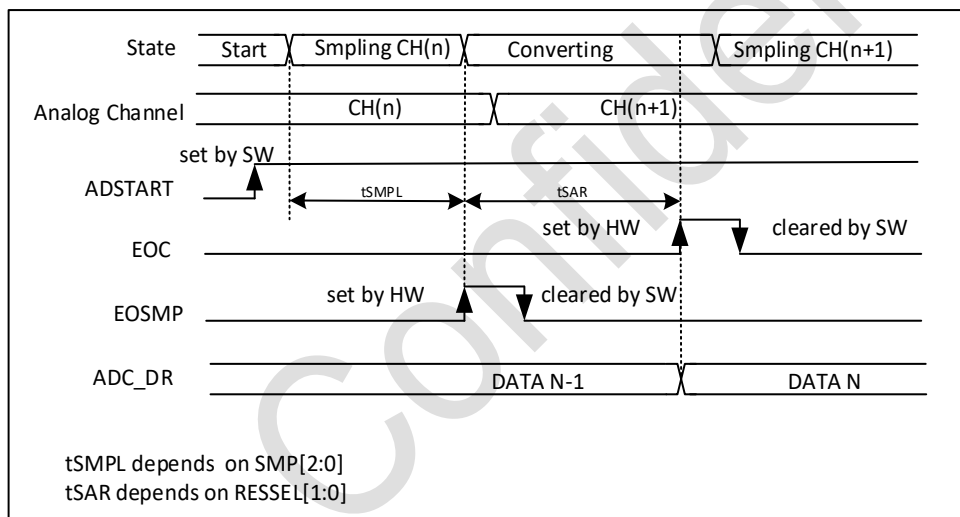 State Start Smpling CH(n) Converting Smpling CH(n+1)
Analog Channel CH(n) CH(n+1)
set by SW
ADSTART tSMPL tSAR
set by HW cleared by SW
EOC
set by HW cleared by SW
EOSMP
ADC_DR DATA N-1 DATA N
tSMPL depends on SMP[2:0]
tSAR depends on RESSEL[1:0]
Confiden